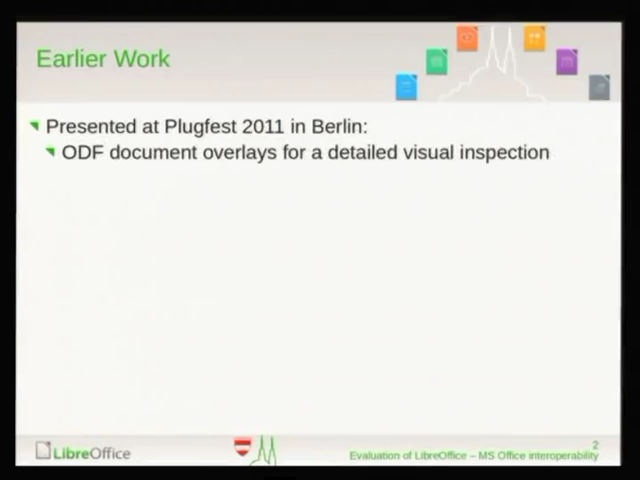 Earlier Work
Presented at Plugfest 2011 in Berlin:
ODF document overlays for a detailed visual inspection
LibreOffice
2
Evaluation of LibreOffice – MS Office interoperability